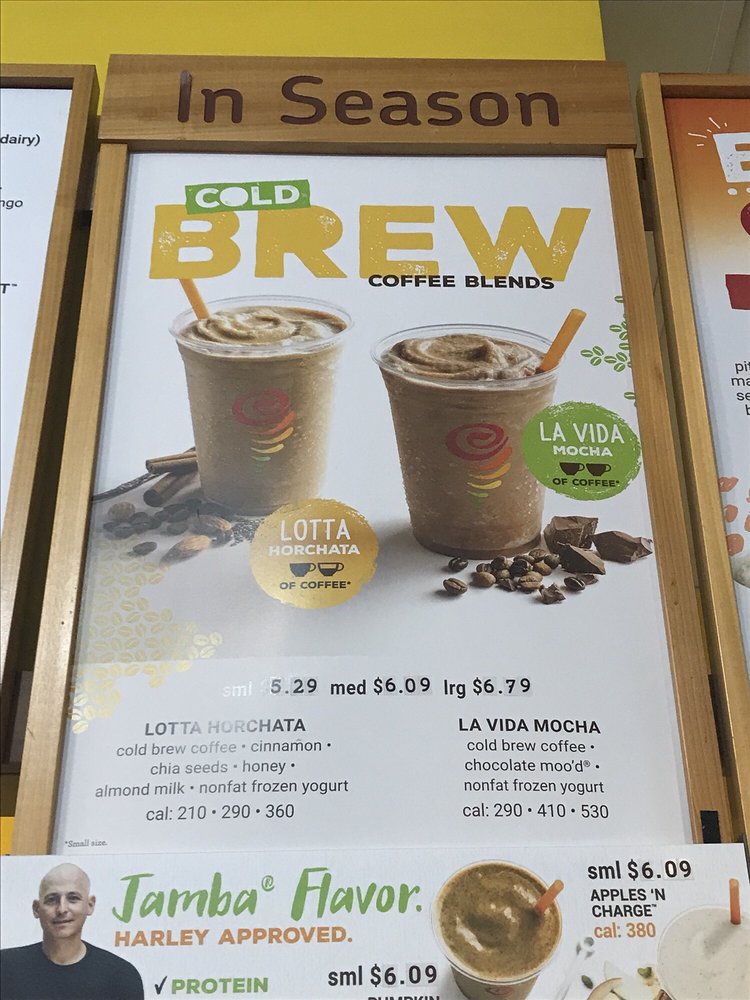 In Season
COLD
BREW
COFFEE BLENDS
LA VIDA
MOCHA
OF COFFEE*
LOTTA
HORCHATA
OF COFFEE*
sml 5.29 med $6.09 lrg $6.79
LOTTA HORCHATA
cold brew coffee • cinnamon •
chia seeds • honey •
almond milk • nonfat frozen yogurt
cal: 210 • 290 • 360
LA VIDA MOCHA
cold brew coffee •
chocolate moo'd® •
nonfat frozen yogurt
cal: 290 • 410 • 530
*Small size.
Jamba® Flavor.
HARLEY APPROVED.
✓PROTEIN
sml $6.09
PUMPKIN
sml $6.09
APPLES 'N
CHARGE™
cal: 380
dairy)